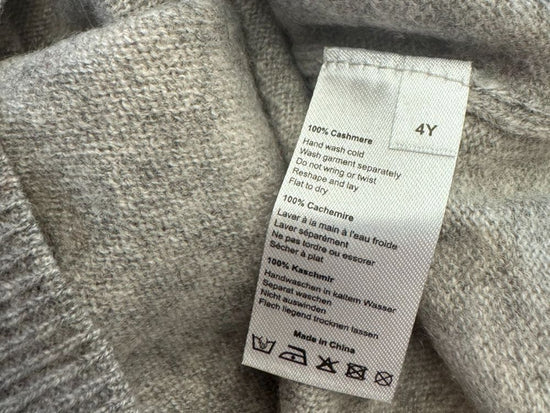 4Y
100% Cashmere
Hand wash cold
Wash garment separately
Do not wring or twist
Reshape and lay
Flat to dry
100% Cachemire
Laver à la main à l'eau froide
Laver séparément
Ne pas tordre ou essorer
Sécher à plat
100% Kaschmir
Handwaschen in kaltem Wasser
Separat waschen
Nicht auswinden
Flach liegend trocknen lassen
Made in China